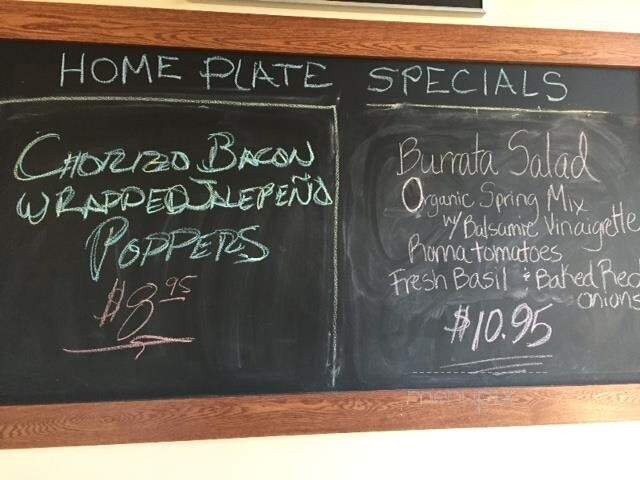 HOME PLATE SPECIALS
CHORIZO BACON
WRAPPED JALEPEÑO
POPPERS
$8.95
Burrata Salad
Organic Spring Mix
w/ Balsamic Vinaigrette
Roma tomatoes
Fresh Basil & Baked Red
onions
$10.95